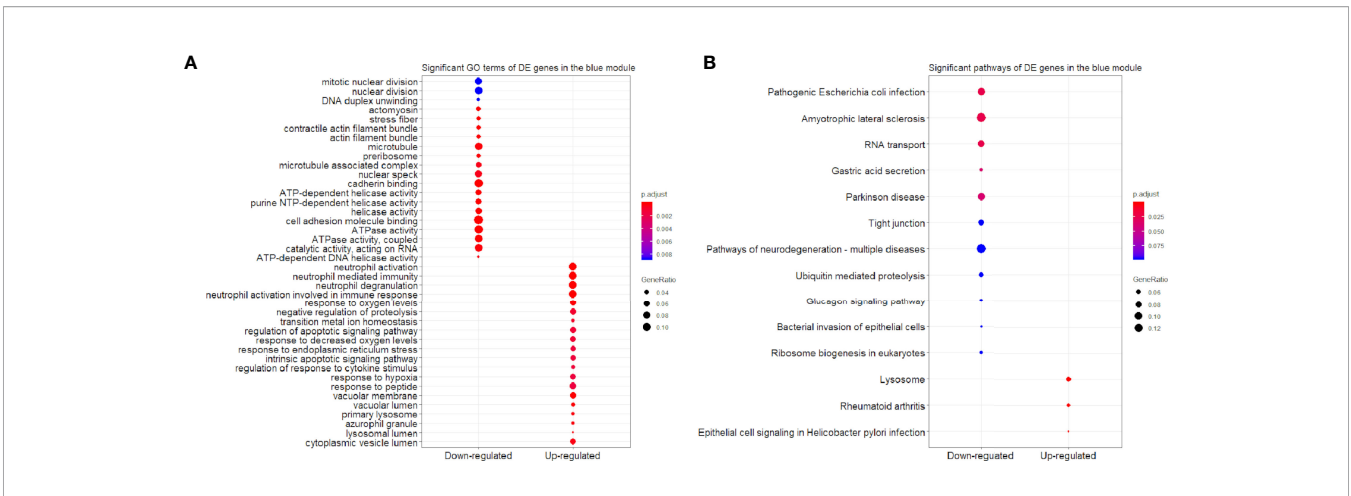 A
Significant GO terms of DE genes in the blue module
mitotic nuclear division
nuclear division
DNA duplex unwinding
actomyosin
stress fiber
contractile actin filament bundle
actin filament bundle
microtubule
preribosome
microtubule associated complex
nuclear speck
cadherin binding
ATP-dependent helicase activity
purine NTP-dependent helicase activity
helicase activity
cell adhesion molecule binding
ATPase activity
ATPase activity, coupled
catalytic activity, acting on RNA
ATP-dependent DNA helicase activity
neutrophil activation
neutrophil mediated immunity
neutrophil degranulation
neutrophil activation involved in immune response
response to oxygen levels
negative regulation of proteolysis
transition metal ion homeostasis
regulation of apoptotic signaling pathway
response to decreased oxygen levels
response to endoplasmic reticulum stress
intrinsic apoptotic signaling pathway
regulation of response to cytokine stimulus
response to hypoxia
response to peptide
vacuolar membrane
vacuolar lumen
primary lysosome
azurophil granule
lysosomal lumen
cytoplasmic vesicle lumen
Down-regulated
Up-regulated
p.adjust
0.002
0.004
0.006
0.008
GeneRatio
0.04
0.06
0.08
0.10
B
Significant pathways of DE genes in the blue module
Pathogenic Escherichia coli infection
Amyotrophic lateral sclerosis
RNA transport
Gastric acid secretion
Parkinson disease
Tight junction
Pathways of neurodegeneration - multiple diseases
Ubiquitin mediated proteolysis
Glucagon signaling pathway
Bacterial invasion of epithelial cells
Ribosome biogenesis in eukaryotes
Lysosome
Rheumatoid arthritis
Epithelial cell signaling in Helicobacter pylori infection
Down-reguated
Up-regulated
p.adjust
0.025
0.050
0.075
GeneRatio
0.06
0.08
0.10
0.12